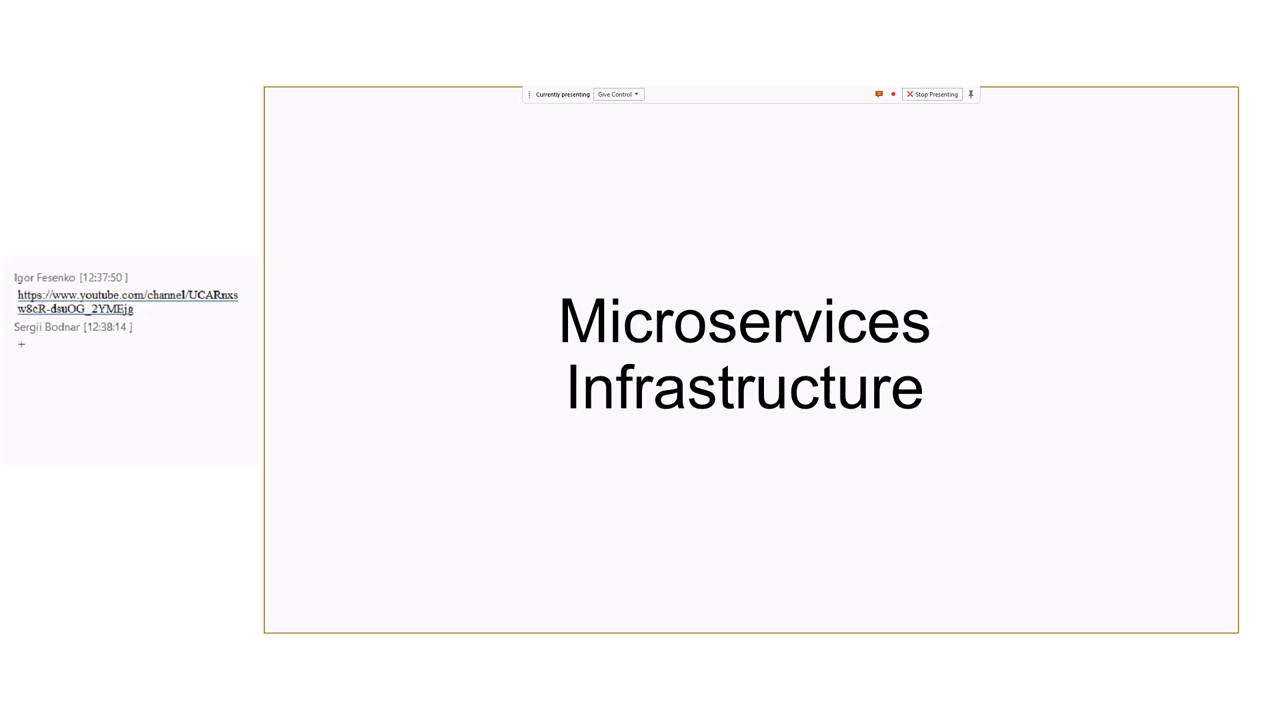 Currently presenting Give Control Stop Presenting
Igor Fesenko [12:37:50 ]
https://www.youtube.com/channel/UCARnxs
w8cR-dsuOG_2YMEjg
Sergii Bodnar [12:38:14 ]
+
Microservices
Infrastructure